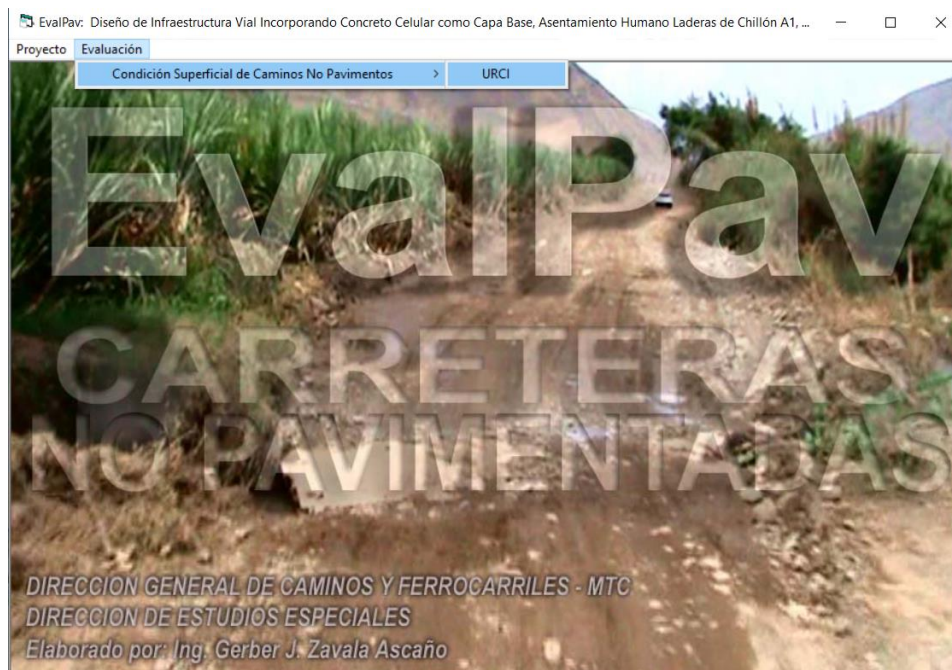 EvalPav: Diseño de Infraestructura Vial Incorporando Concreto Celular como Capa Base, Asentamiento Humano Laderas de Chillón A1, ...
Proyecto Evaluación
Condición Superficial de Caminos No Pavimentos > URCI
EvalPav
CARRETERAS
NO PAVIMENTADAS
DIRECCION GENERAL DE CAMINOS Y FERROCARRILES - MTC
DIRECCION DE ESTUDIOS ESPECIALES
Elaborado por: Ing. Gerber J. Zavala Ascaño